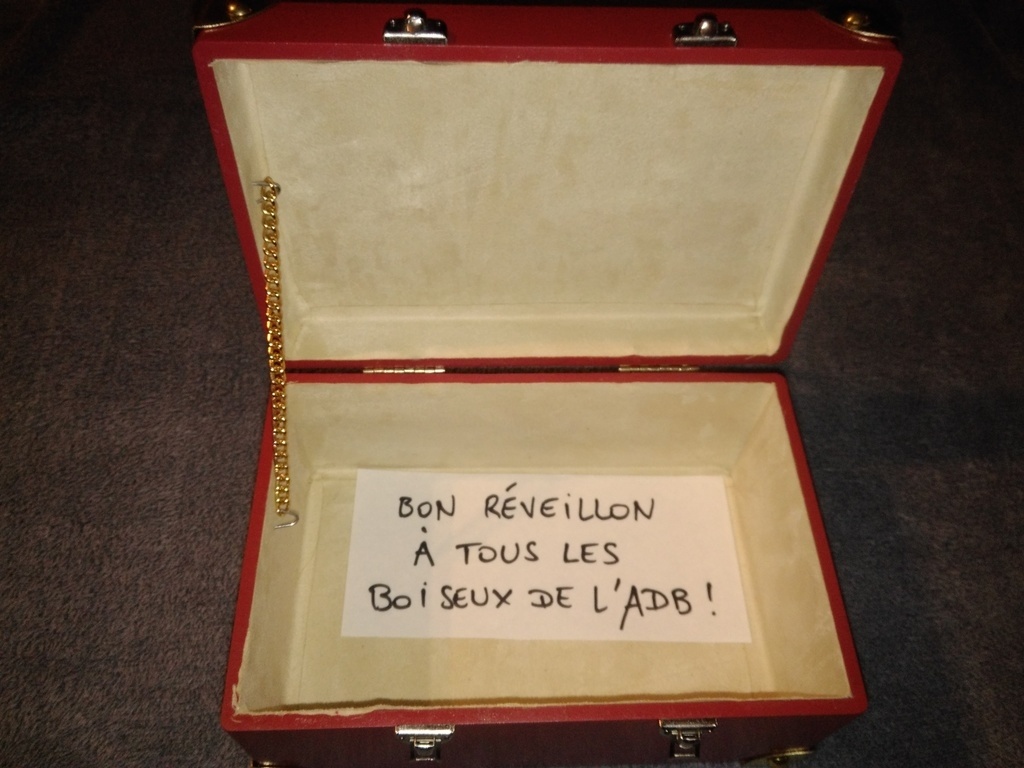 BON RÉVEILLON
À TOUS LES
BOISEUX DE L'ADB !